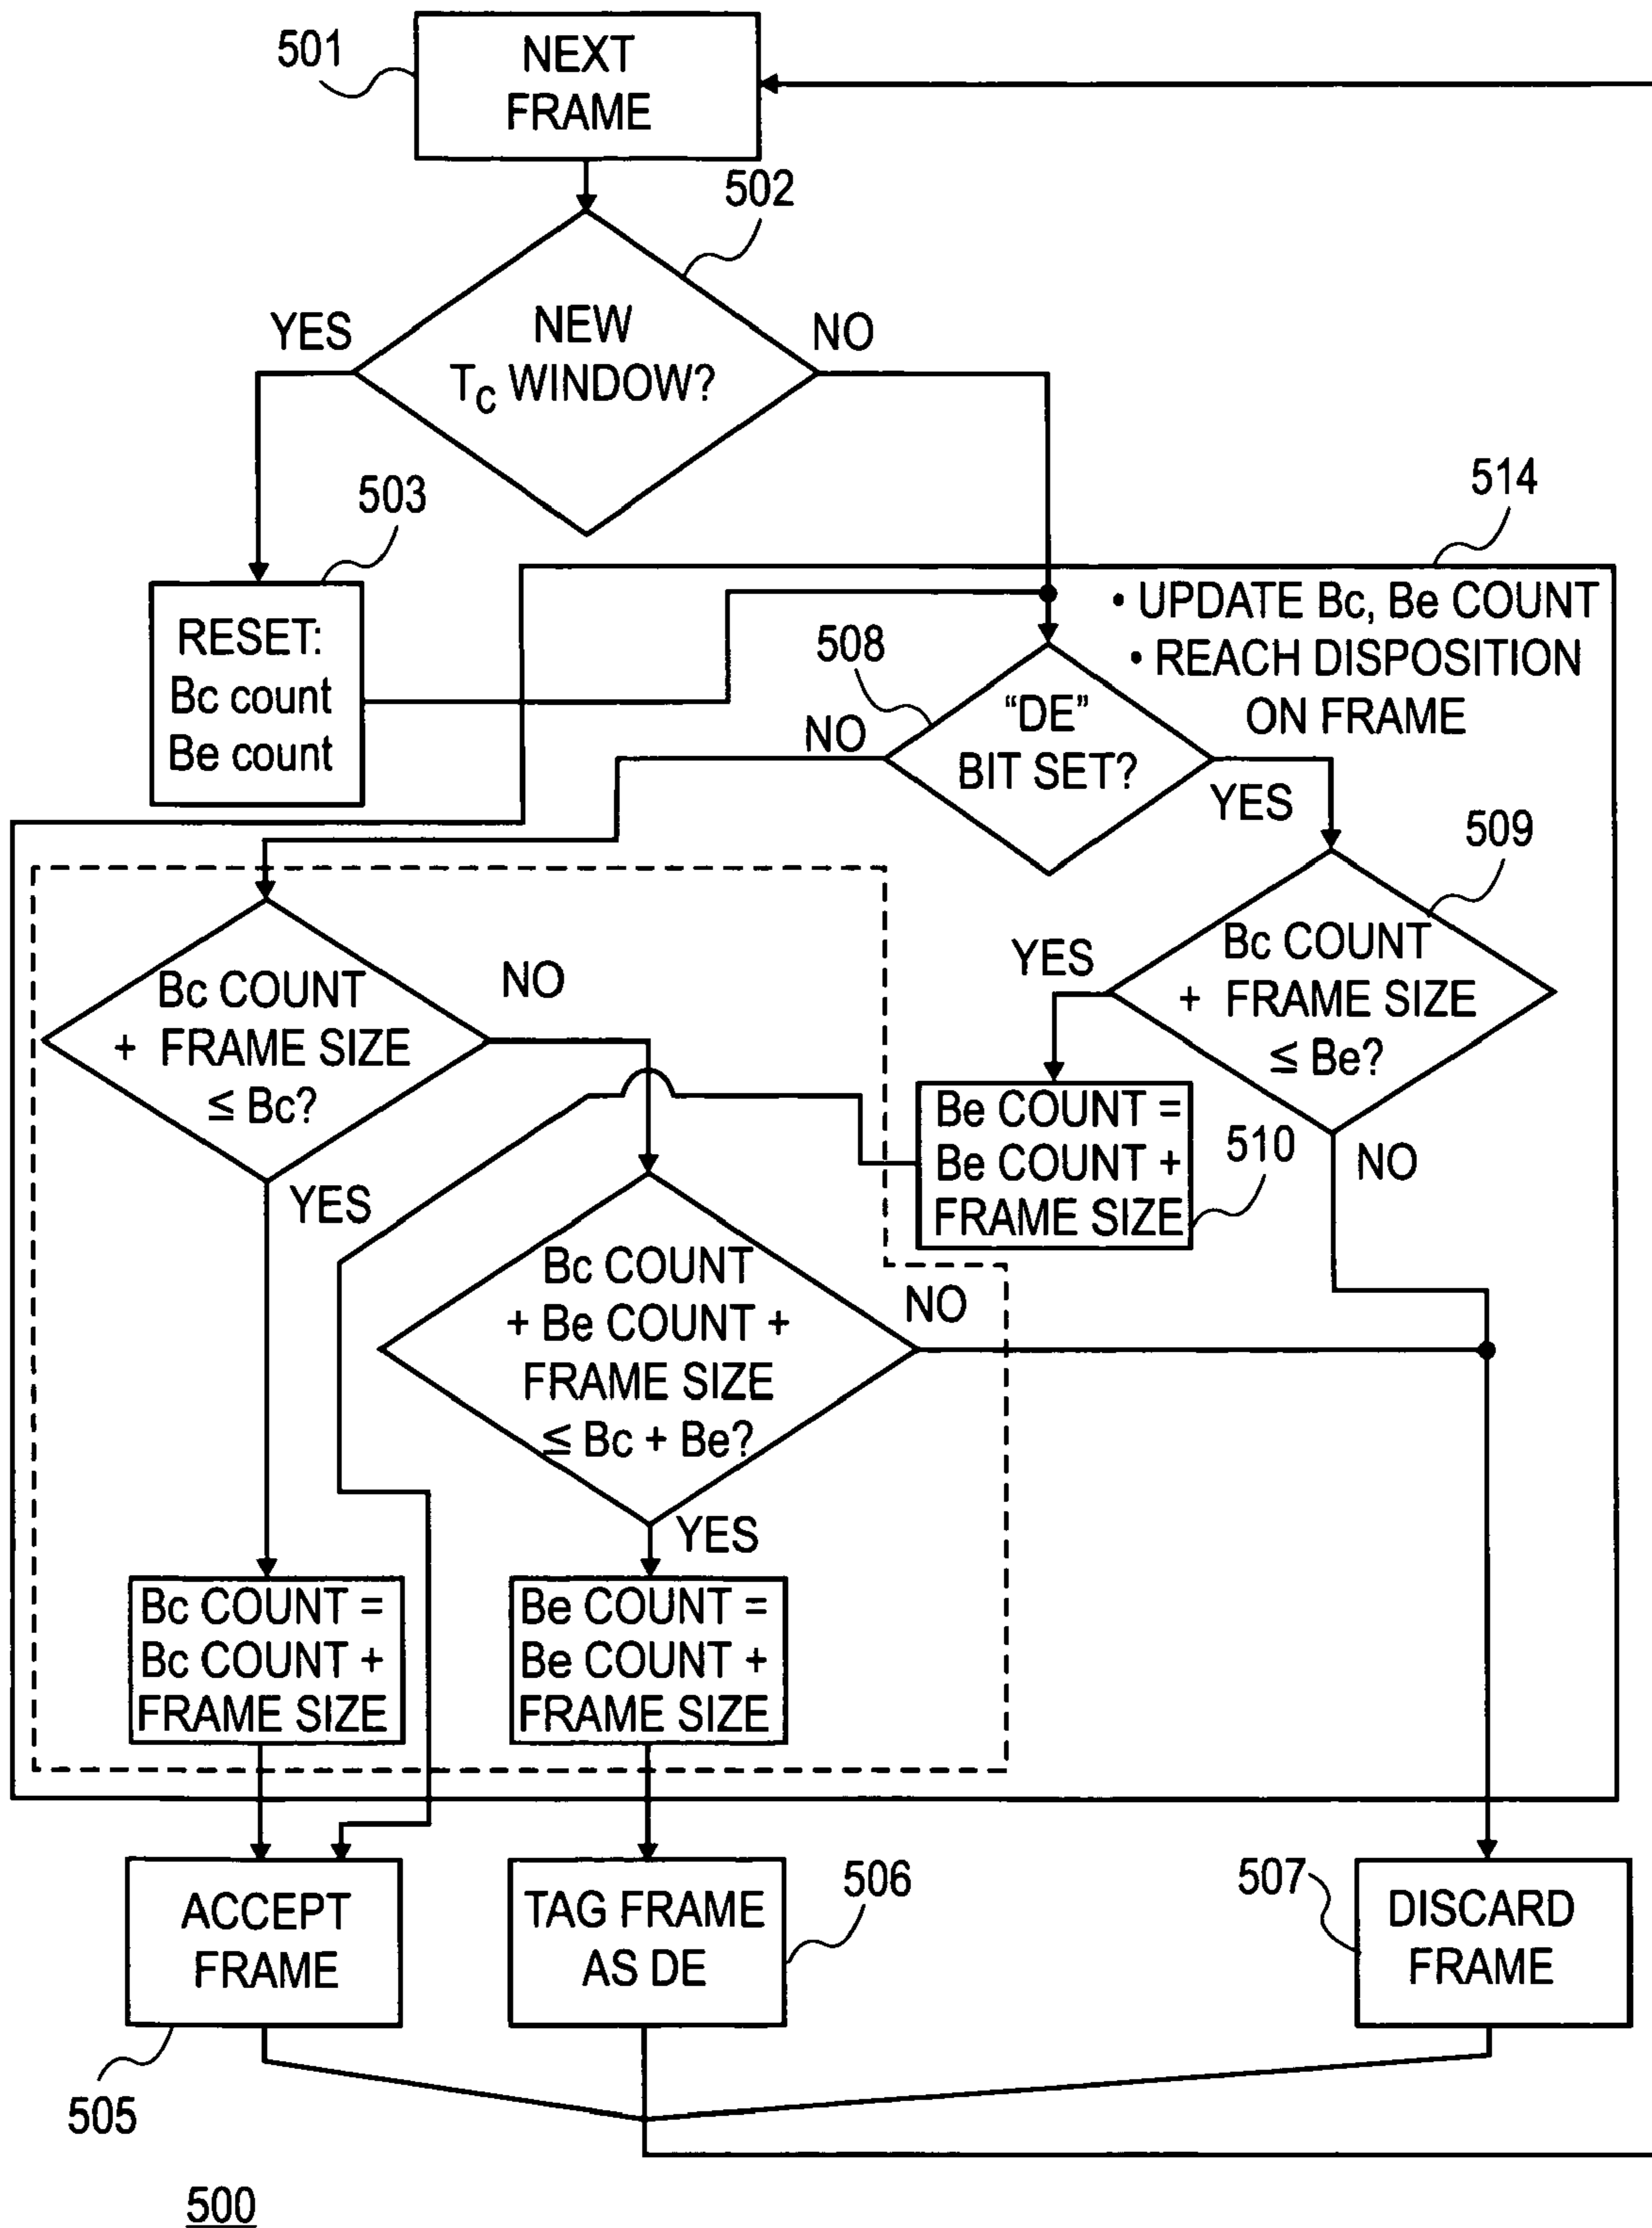 501
NEXT
FRAME
502
YES
NEW
TC WINDOW?
NO
503
514
RESET:
Bc count
Be count
• UPDATE Bc, Be COUNT
• REACH DISPOSITION
ON FRAME
508
"DE"
BIT SET?
NO
YES
509
Bc COUNT
+ FRAME SIZE
≤ Bc?
NO
YES
YES
Bc COUNT
+ FRAME SIZE
≤ Be?
NO
Be COUNT =
Be COUNT +
FRAME SIZE
510
Bc COUNT
+ Be COUNT +
FRAME SIZE
≤ Bc + Be?
NO
YES
Bc COUNT =
Bc COUNT +
FRAME SIZE
Be COUNT =
Be COUNT +
FRAME SIZE
ACCEPT
FRAME
505
TAG FRAME
AS DE
506
507
DISCARD
FRAME
500